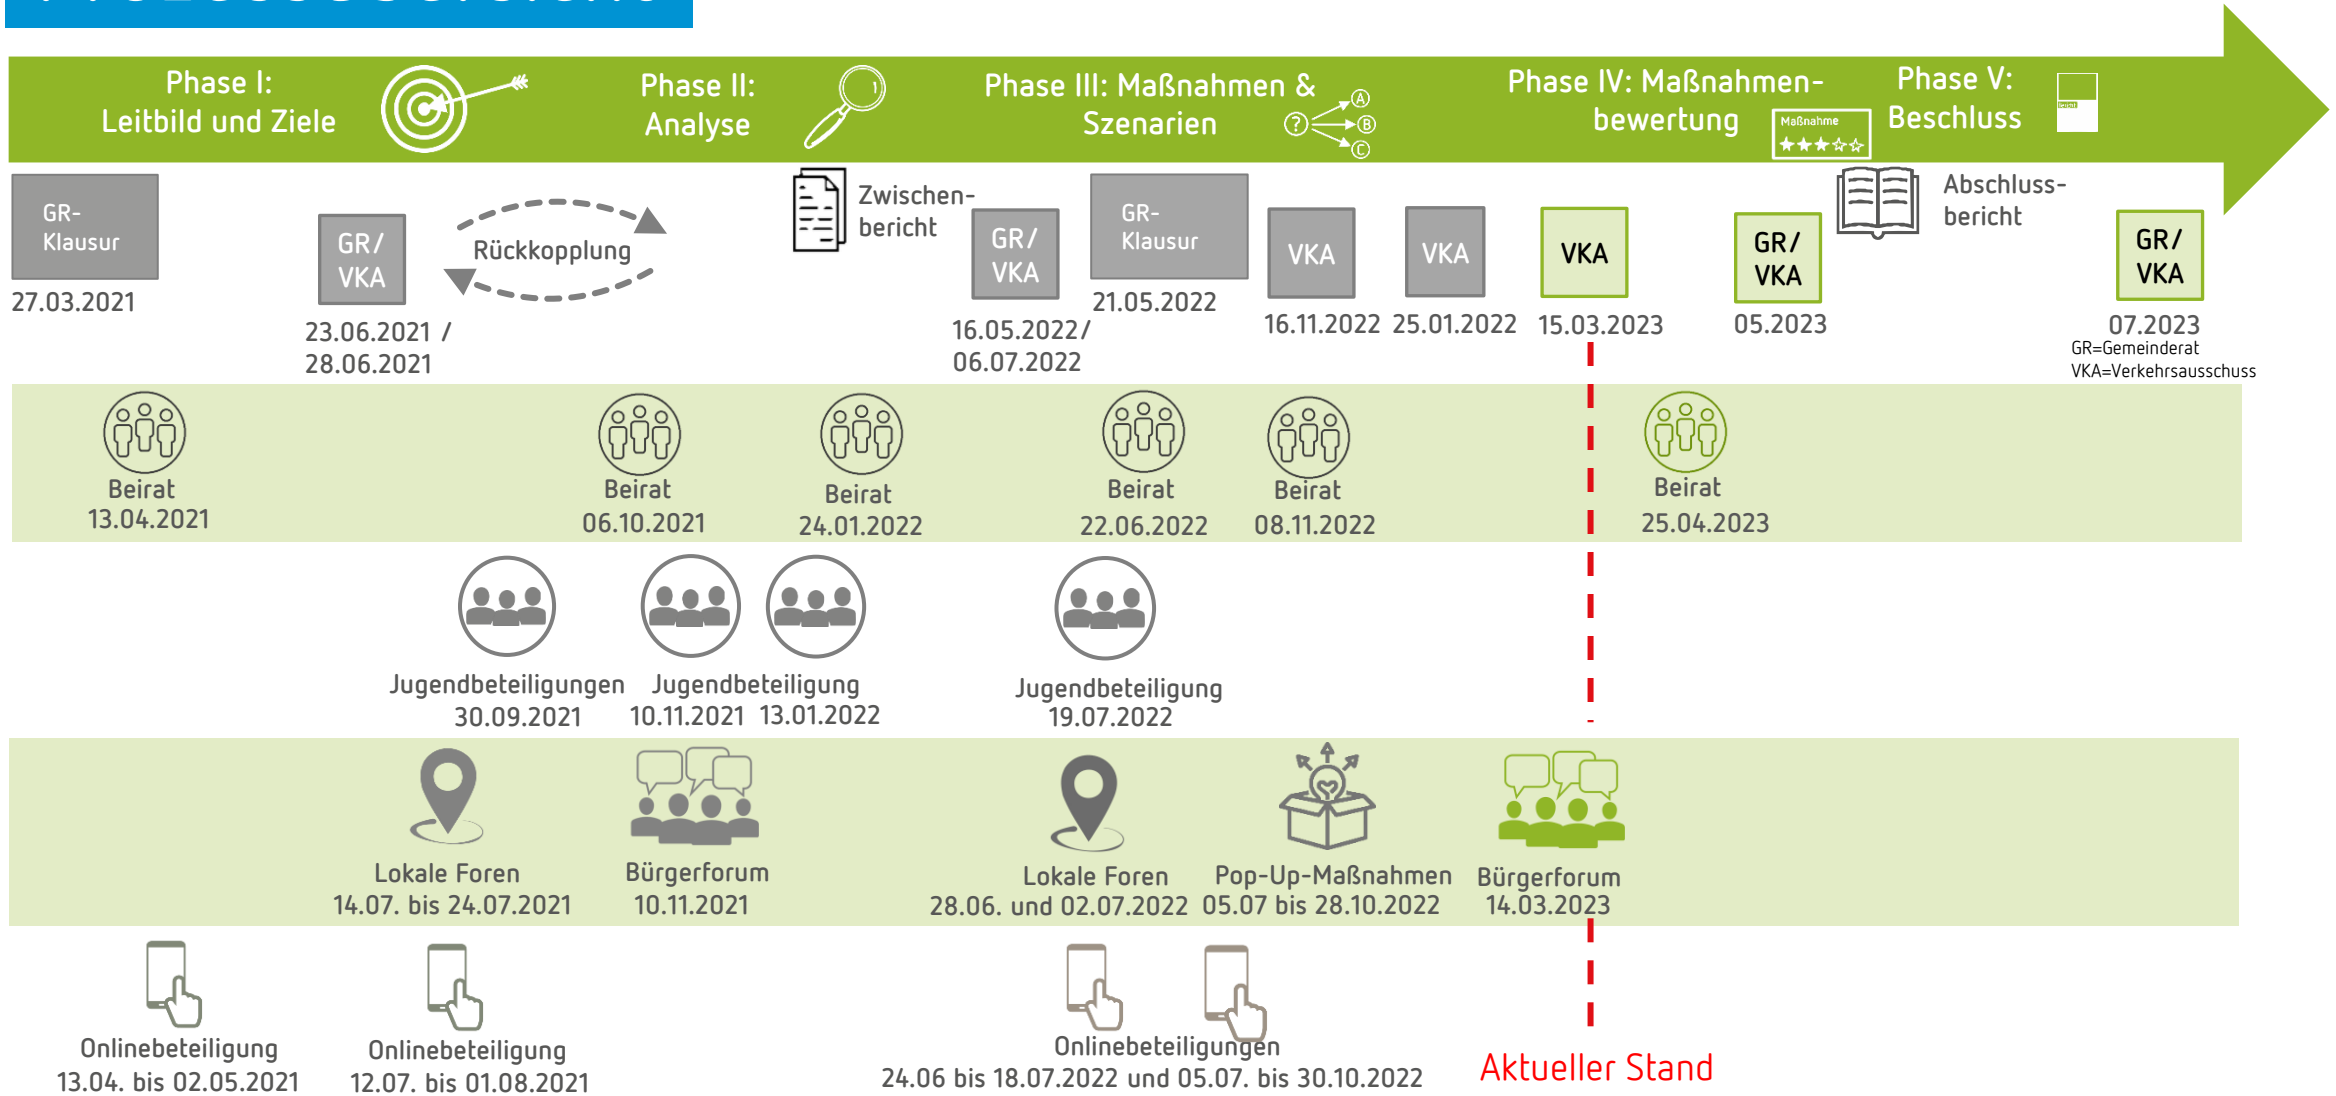 Phase I:
Leitbild und Ziele
Phase II:
Analyse
1
Phase III: Maßnahmen &
Szenarien
?
A
B
C
Phase IV: Maßnahmen-
bewertung
Maßnahme
Phase V:
Beschluss
GR-
Klausur
27.03.2021
GR/
VKA
23.06.2021 /
28.06.2021
Rückkopplung
Zwischen-
bericht
GR/
VKA
16.05.2022/
06.07.2022
GR-
Klausur
21.05.2022
VKA
16.11.2022
VKA
25.01.2022
VKA
15.03.2023
GR/
VKA
05.2023
Abschluss-
bericht
GR/
VKA
07.2023
GR=Gemeinderat
VKA=Verkehrsausschuss
Beirat
13.04.2021
Beirat
06.10.2021
Beirat
24.01.2022
Beirat
22.06.2022
Beirat
08.11.2022
Beirat
25.04.2023
Jugendbeteiligungen
30.09.2021
Jugendbeteiligung
10.11.2021 13.01.2022
Jugendbeteiligung
19.07.2022
Lokale Foren
14.07. bis 24.07.2021
Bürgerforum
10.11.2021
Lokale Foren
28.06. und 02.07.2022
Pop-Up-Maßnahmen
05.07 bis 28.10.2022
Bürgerforum
14.03.2023
Onlinebeteiligung
13.04. bis 02.05.2021
Onlinebeteiligung
12.07. bis 01.08.2021
Onlinebeteiligungen
24.06 bis 18.07.2022 und 05.07. bis 30.10.2022
Aktueller Stand